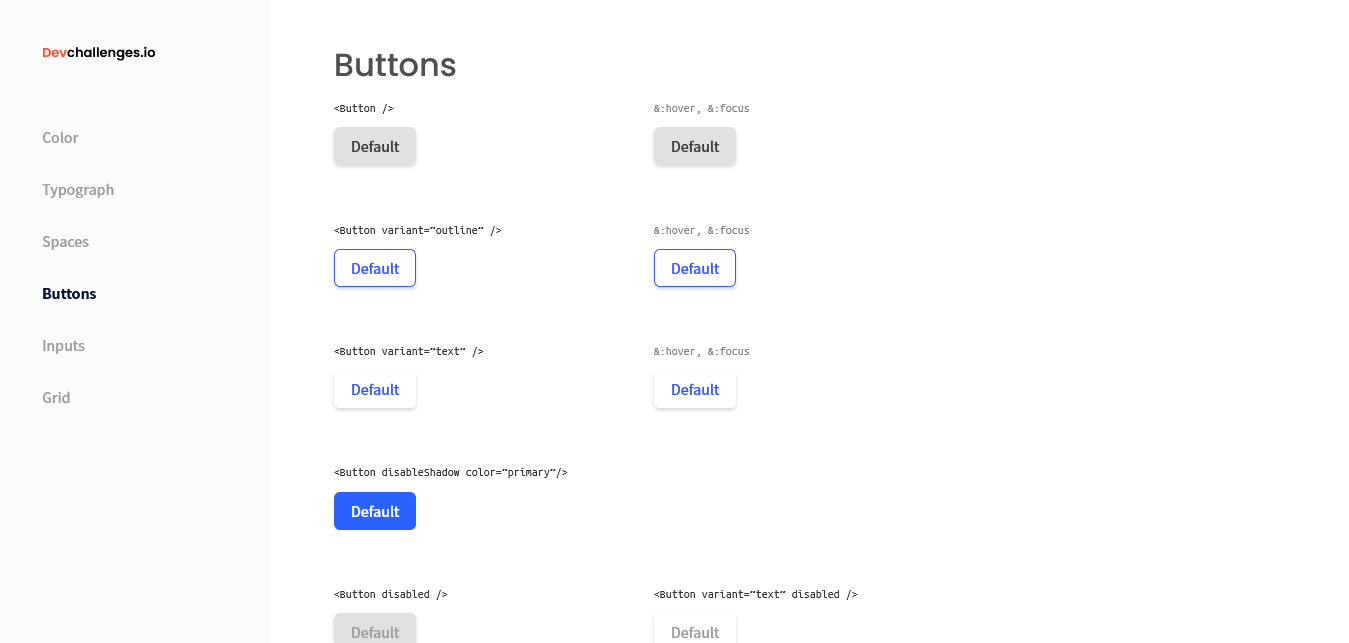 Devchallenges.io
Color
Typograph
Spaces
Buttons
Inputs
Grid
Buttons
<Button />
&:hover, &:focus
Default
Default
<Button variant=”outline” />
&:hover, &:focus
Default
Default
<Button variant=”text” />
&:hover, &:focus
Default
Default
<Button disableShadow color=”primary”/>
Default
<Button disabled />
<Button variant=”text” disabled />
Default
Default